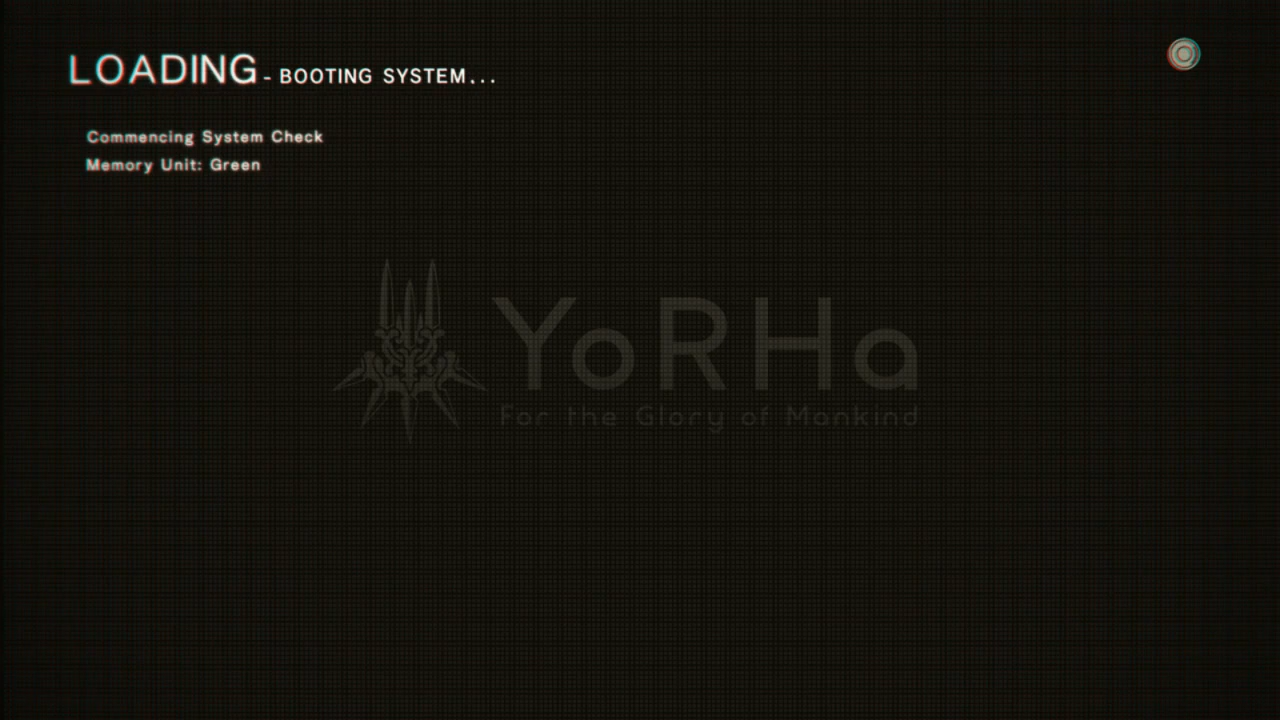 LOADING - BOOTING SYSTEM...
Commencing System Check
Memory Unit: Green
YoRHa
For the Glory of Mankind